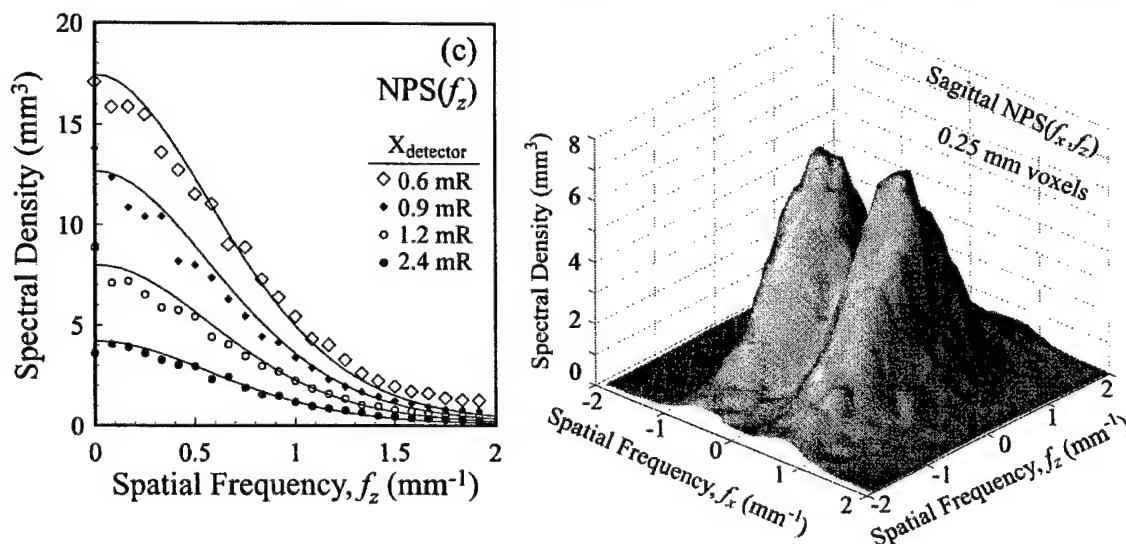 20
15
10
5
0
Spectral Density (mm³)
0
0.5
1
1.5
2
Spatial Frequency, f_z (mm⁻¹)
(c)
NPS(f_z)
X_detector
◇ 0.6 mR
◆ 0.9 mR
○ 1.2 mR
● 2.4 mR
Sagittal NPS(f_x, f_z)
0.25 mm voxels
8
6
4
2
0
Spectral Density (mm³)
-2
-1
0
1
2
Spatial Frequency, f_x (mm⁻¹)
-2
-1
0
1
2
Spatial Frequency, f_z (mm⁻¹)